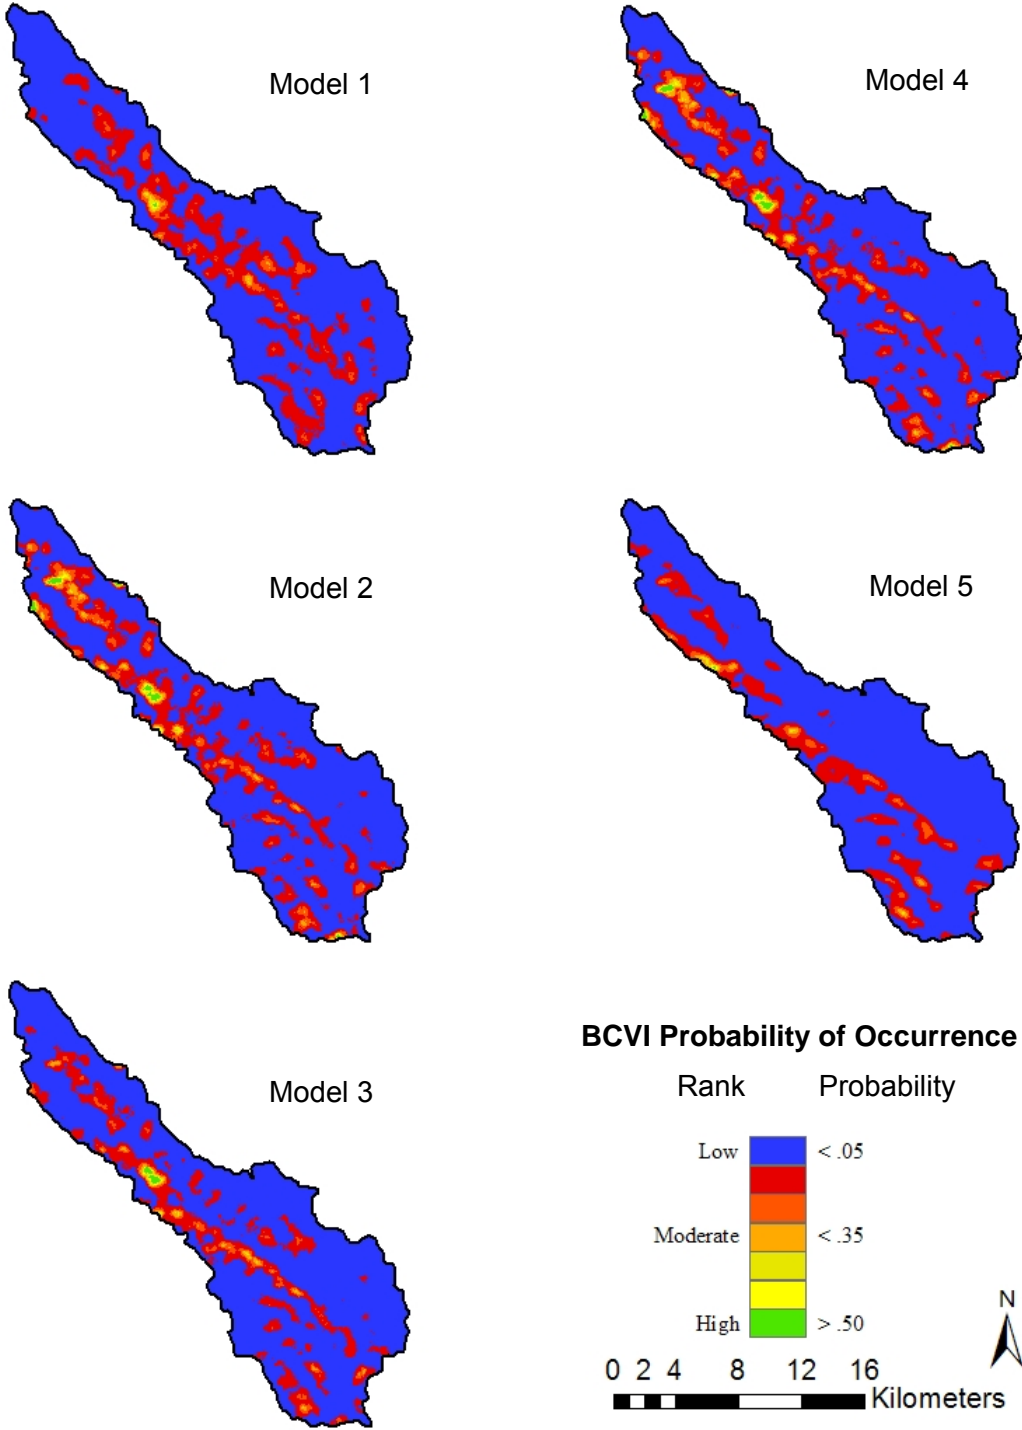 Model 1
Model 4
Model 2
Model 5
Model 3
BCVI Probability of Occurrence
Rank Probability
Low < .05
Moderate < .35
High > .50
N
0 2 4 8 12 16
Kilometers